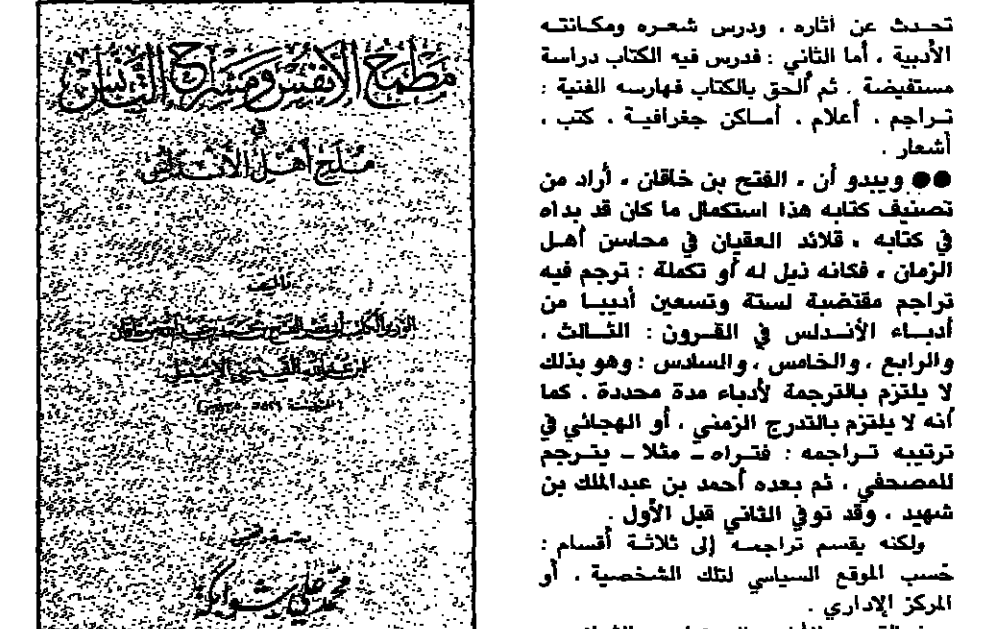 تحدث عن آثاره ، ودرس شعره ومكانته
الأدبية ، أما الثاني : فدرس فيه الكتاب دراسة
مستفيضة . ثم ألحق بالكتاب فهارسه الفنية :
تراجم . أعلام . أماكن جغرافية . كتب .
أشعار .
●● ويبدو أن ، الفتح بن خاقان ، أراد من
تصنيف كتابه هذا استكمال ما كان قد بداه
في كتابه ، قلائد العقيان في محاسن أهل
الزمان ، فكانه ذيل له أو تكملة : ترجم فيه
تراجم مقتضبة لستة وتسعين أديبا من
أدباء الأندلس في القرون : الثالث ،
والرابع ، والخامس ، والسادس : وهو بذلك
لا يلتزم بالترجمة لأدباء مدة محددة . كما
أنه لا يلتزم بالتدرج الزمني ، أو الهجائي في
ترتيبه تراجمه : فتراه - مثلا - يترجم
للمصحفي ، ثم بعده أحمد بن عبدالملك بن
شهيد ، وقد توفي الثاني قبل الأول .
ولكنه يقسم تراجمه إلى ثلاثة أقسام :
حسب الموقع السياسي لتلك الشخصية ، أو
المركز الإداري .
مطمح الأنفس ومسرح التأنس
في
ملح أهل الأندلس
تأليف
محمد علي شوابكة